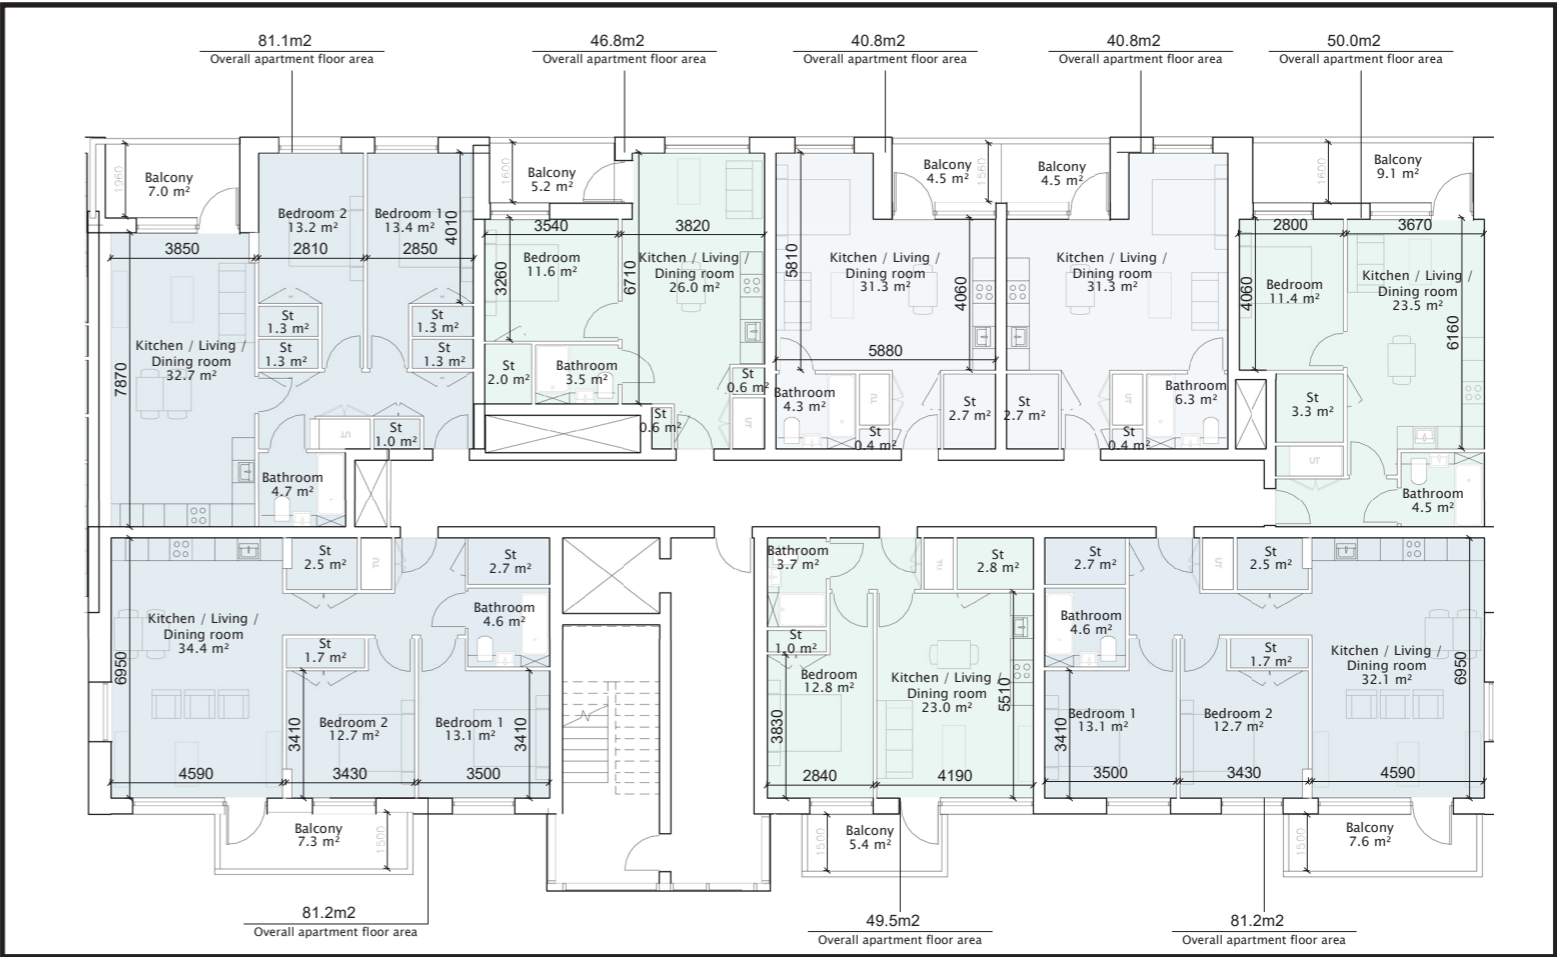 81.1m2
Overall apartment floor area
46.8m2
Overall apartment floor area
40.8m2
Overall apartment floor area
40.8m2
Overall apartment floor area
50.0m2
Overall apartment floor area
Balcony
7.0 m²
1960
Bedroom 2
13.2 m²
Bedroom 1
13.4 m²
4010
3850
2810
2850
St
1.3 m²
St
1.3 m²
St
1.3 m²
St
1.3 m²
Kitchen / Living /
Dining room
32.7 m²
7870
UT
St
1.0 m²
Bathroom
4.7 m²
Balcony
5.2 m²
1600
3540
3820
Bedroom
11.6 m²
3260
6710
Kitchen / Living /
Dining room
26.0 m²
St
2.0 m²
Bathroom
3.5 m²
St
0.6 m²
St
0.6 m²
UT
Balcony
4.5 m²
1560
5810
Kitchen / Living /
Dining room
31.3 m²
4060
5880
Bathroom
4.3 m²
UT
St
0.4 m²
St
2.7 m²
Balcony
4.5 m²
Kitchen / Living /
Dining room
31.3 m²
St
2.7 m²
UT
St
0.4 m²
Bathroom
6.3 m²
Balcony
9.1 m²
1600
2800
3670
Bedroom
11.4 m²
4060
Kitchen / Living /
Dining room
23.5 m²
6160
St
3.3 m²
UT
Bathroom
4.5 m²
St
2.5 m²
UT
St
2.7 m²
Kitchen / Living /
Dining room
34.4 m²
6950
Bathroom
4.6 m²
St
1.7 m²
Bedroom 2
12.7 m²
3410
Bedroom 1
13.1 m²
3410
4590
3430
3500
Balcony
7.3 m²
1500
Bathroom
3.7 m²
UT
St
2.8 m²
St
1.0 m²
Bedroom
12.8 m²
3830
Kitchen / Living /
Dining room
23.0 m²
5510
2840
4190
Balcony
5.4 m²
1500
St
2.7 m²
UT
St
2.5 m²
Bathroom
4.6 m²
St
1.7 m²
Kitchen / Living /
Dining room
32.1 m²
6950
Bedroom 1
13.1 m²
3410
Bedroom 2
12.7 m²
3500
3430
4590
Balcony
7.6 m²
1500
81.2m2
Overall apartment floor area
49.5m2
Overall apartment floor area
81.2m2
Overall apartment floor area